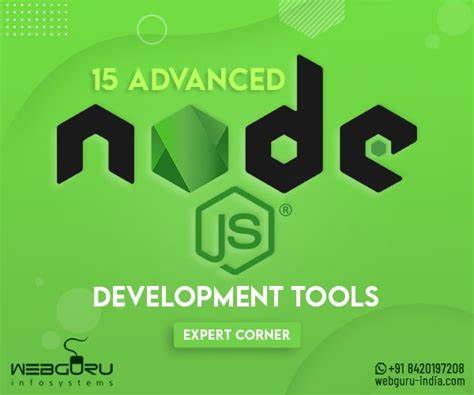 15 ADVANCED
node
JS®
DEVELOPMENT TOOLS
EXPERT CORNER
WEBGURU
infosystems
+91 8420197208
webguru-india.com